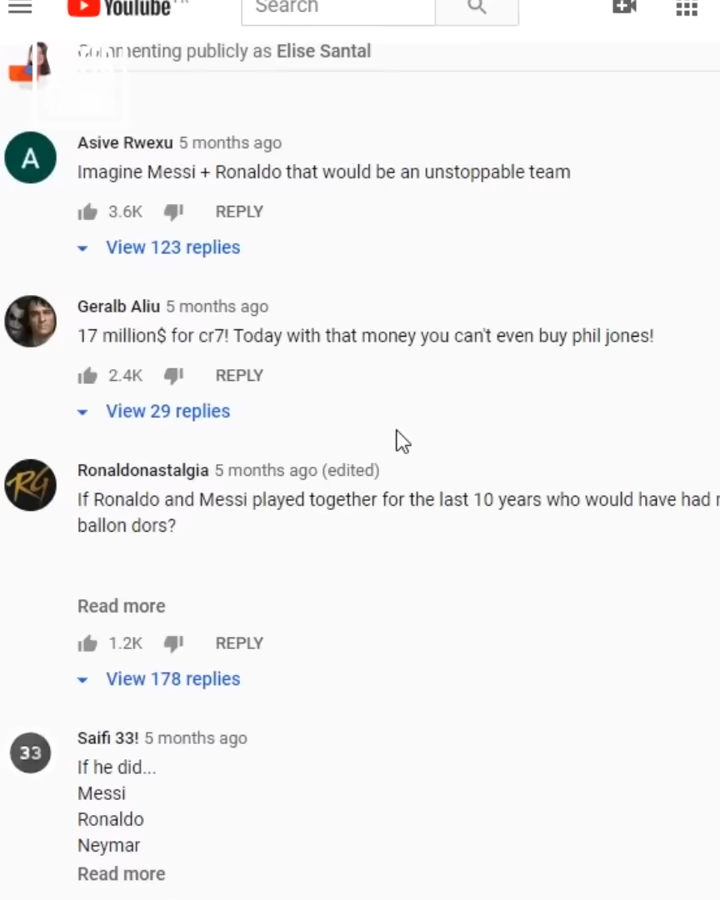 YouTube
Search
Commenting publicly as Elise Santal
A
Asive Rwexu 5 months ago
Imagine Messi + Ronaldo that would be an unstoppable team
3.6K REPLY
View 123 replies
Geralb Aliu 5 months ago
17 million$ for cr7! Today with that money you can't even buy phil jones!
2.4K REPLY
View 29 replies
RG
Ronaldonastalgia 5 months ago (edited)
If Ronaldo and Messi played together for the last 10 years who would have had
ballon dors?
Read more
1.2K REPLY
View 178 replies
33
Saifi 33! 5 months ago
If he did...
Messi
Ronaldo
Neymar
Read more